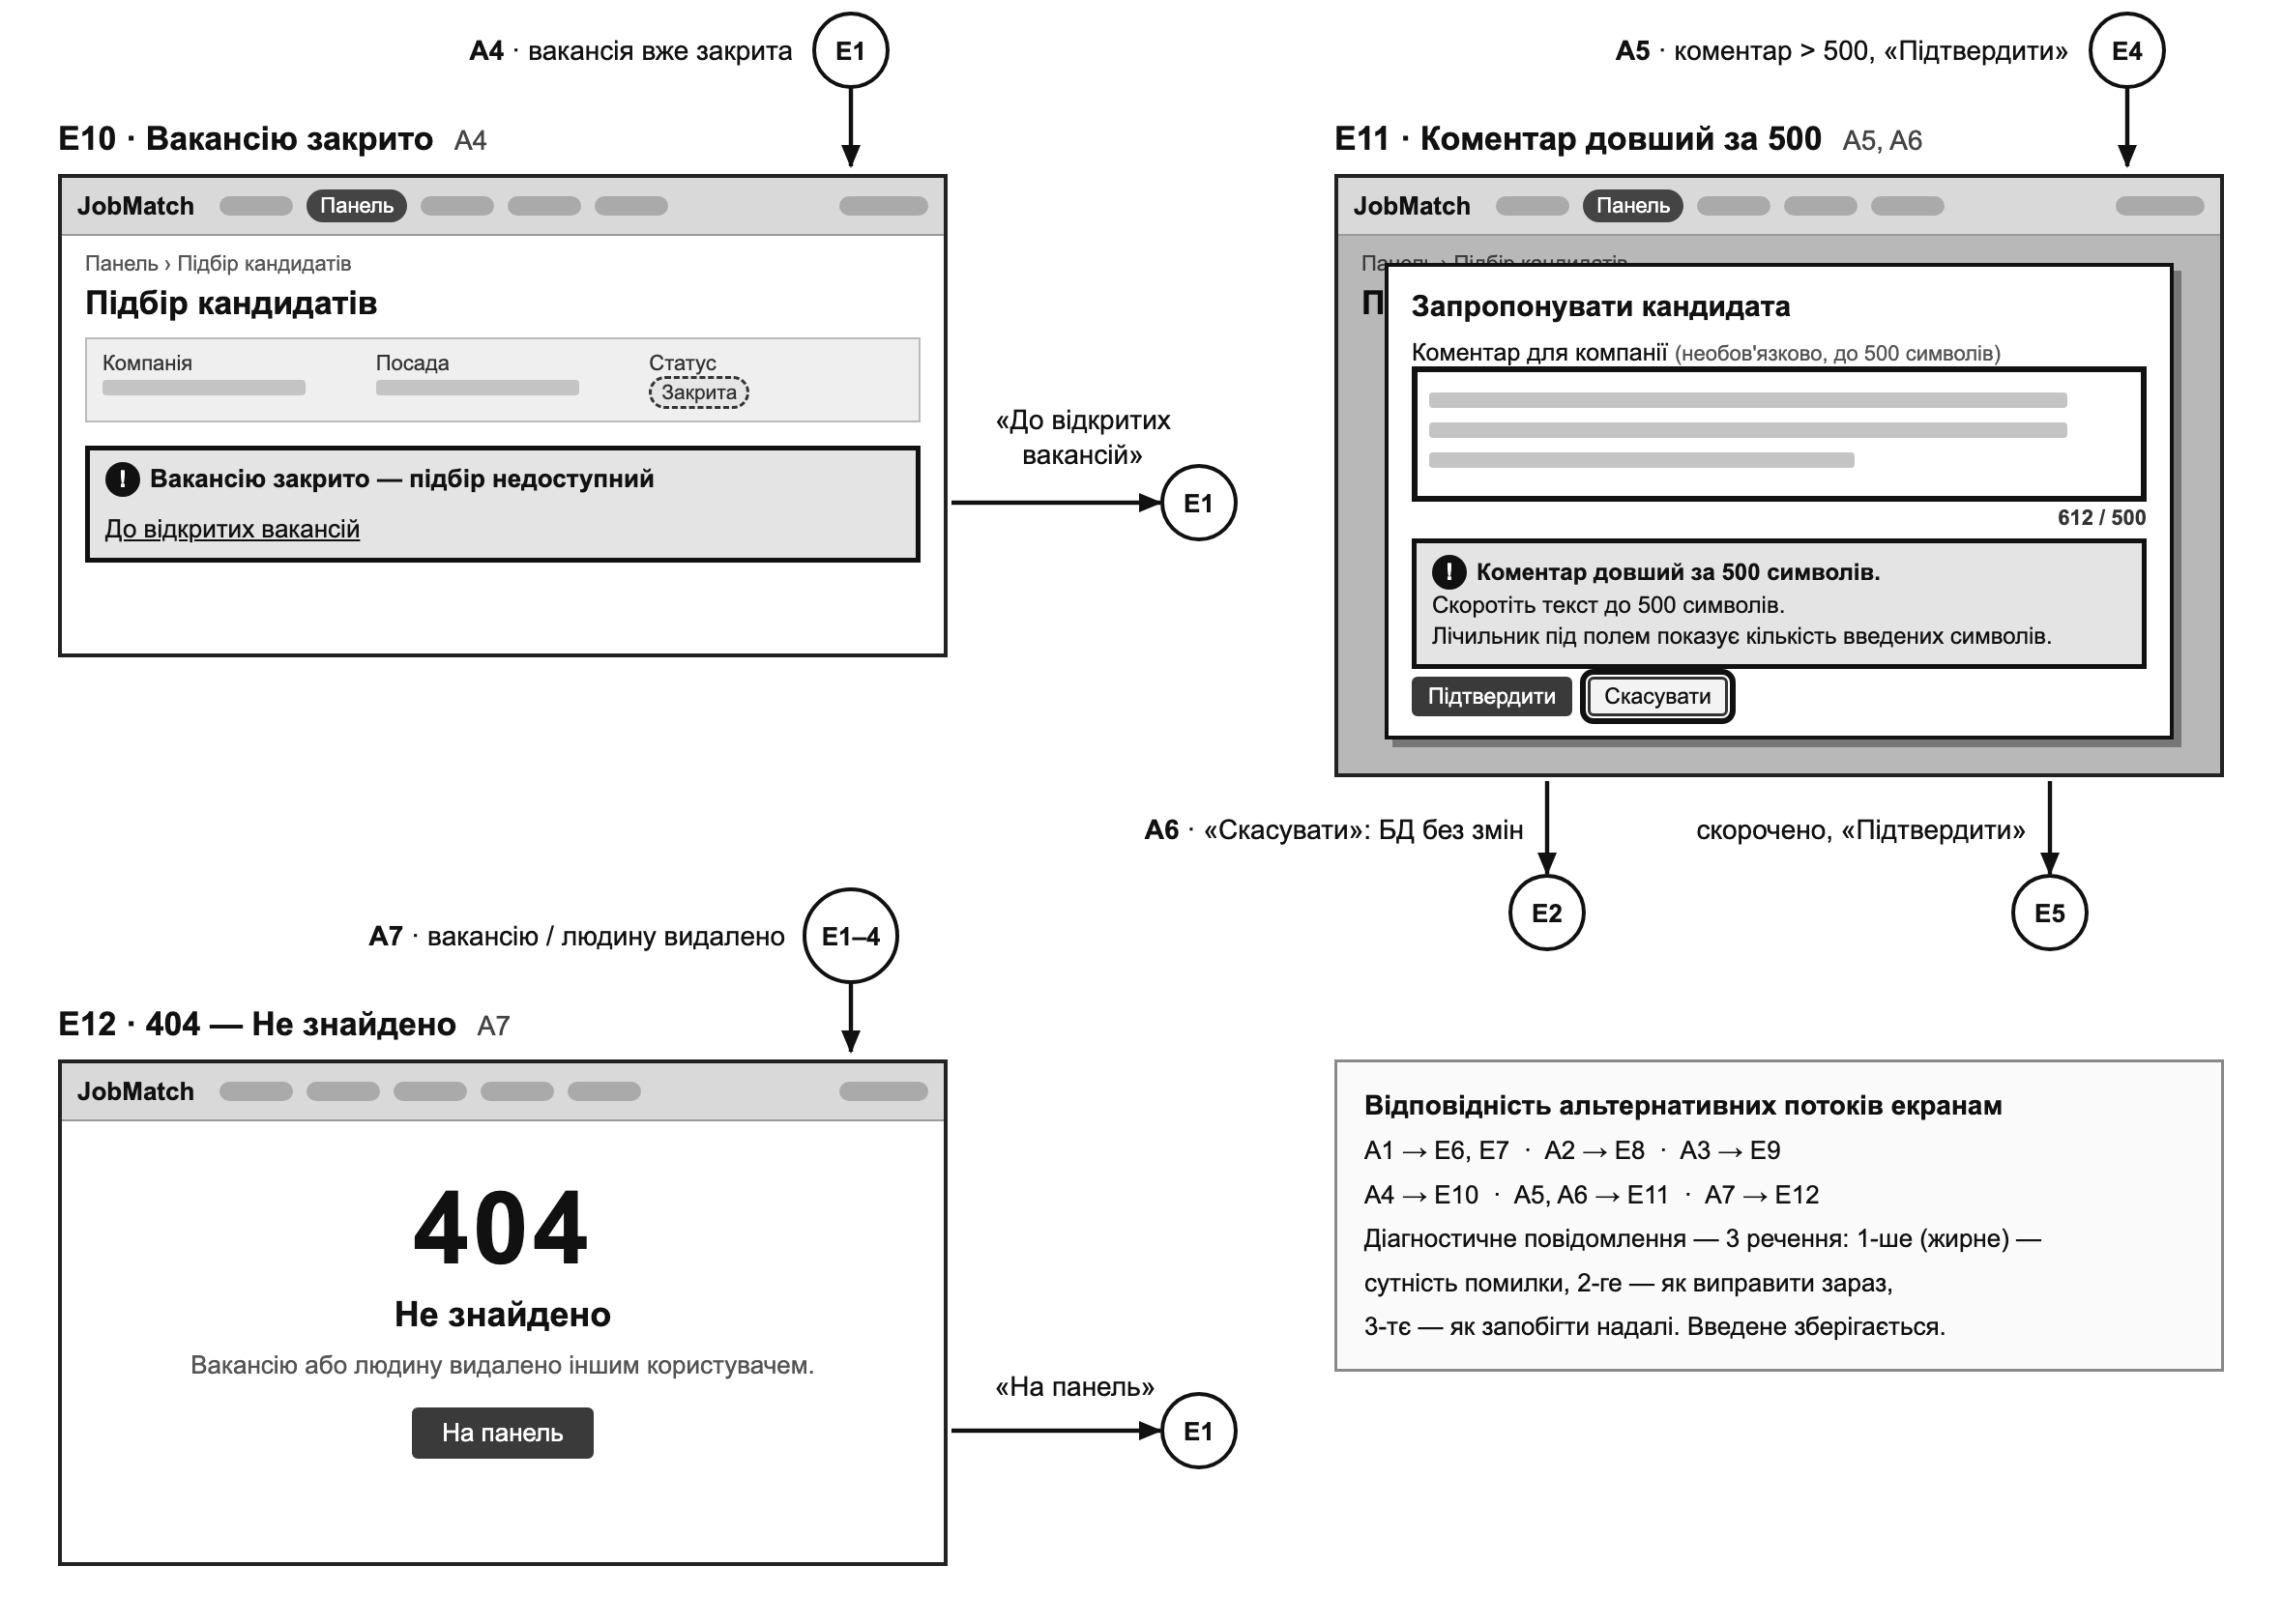 A4 · вакансія вже закрита
E1
E10 · Вакансію закрито A4
JobMatch Панель
Панель › Підбір кандидатів
Підбір кандидатів
Компанія Посада Статус
Закрита
! Вакансію закрито — підбір недоступний
До відкритих вакансій
«До відкритих
вакансій»
E1
A5 · коментар > 500, «Підтвердити»
E4
E11 · Коментар довший за 500 A5, A6
JobMatch Панель
Панель › Підбір кандидатів
П
Запропонувати кандидата
Коментар для компанії (необов'язково, до 500 символів)
612 / 500
! Коментар довший за 500 символів.
Скоротіть текст до 500 символів.
Лічильник під полем показує кількість введених символів.
Підтвердити Скасувати
A6 · «Скасувати»: БД без змін
E2
скорочено, «Підтвердити»
E5
A7 · вакансію / людину видалено
E1–4
E12 · 404 — Не знайдено A7
JobMatch
404
Не знайдено
Вакансію або людину видалено іншим користувачем.
На панель
«На панель»
E1
Відповідність альтернативних потоків екранам
A1 → E6, E7 · A2 → E8 · A3 → E9
A4 → E10 · A5, A6 → E11 · A7 → E12
Діагностичне повідомлення — 3 речення: 1-ше (жирне) —
сутність помилки, 2-ге — як виправити зараз,
3-тє — як запобігти надалі. Введене зберігається.